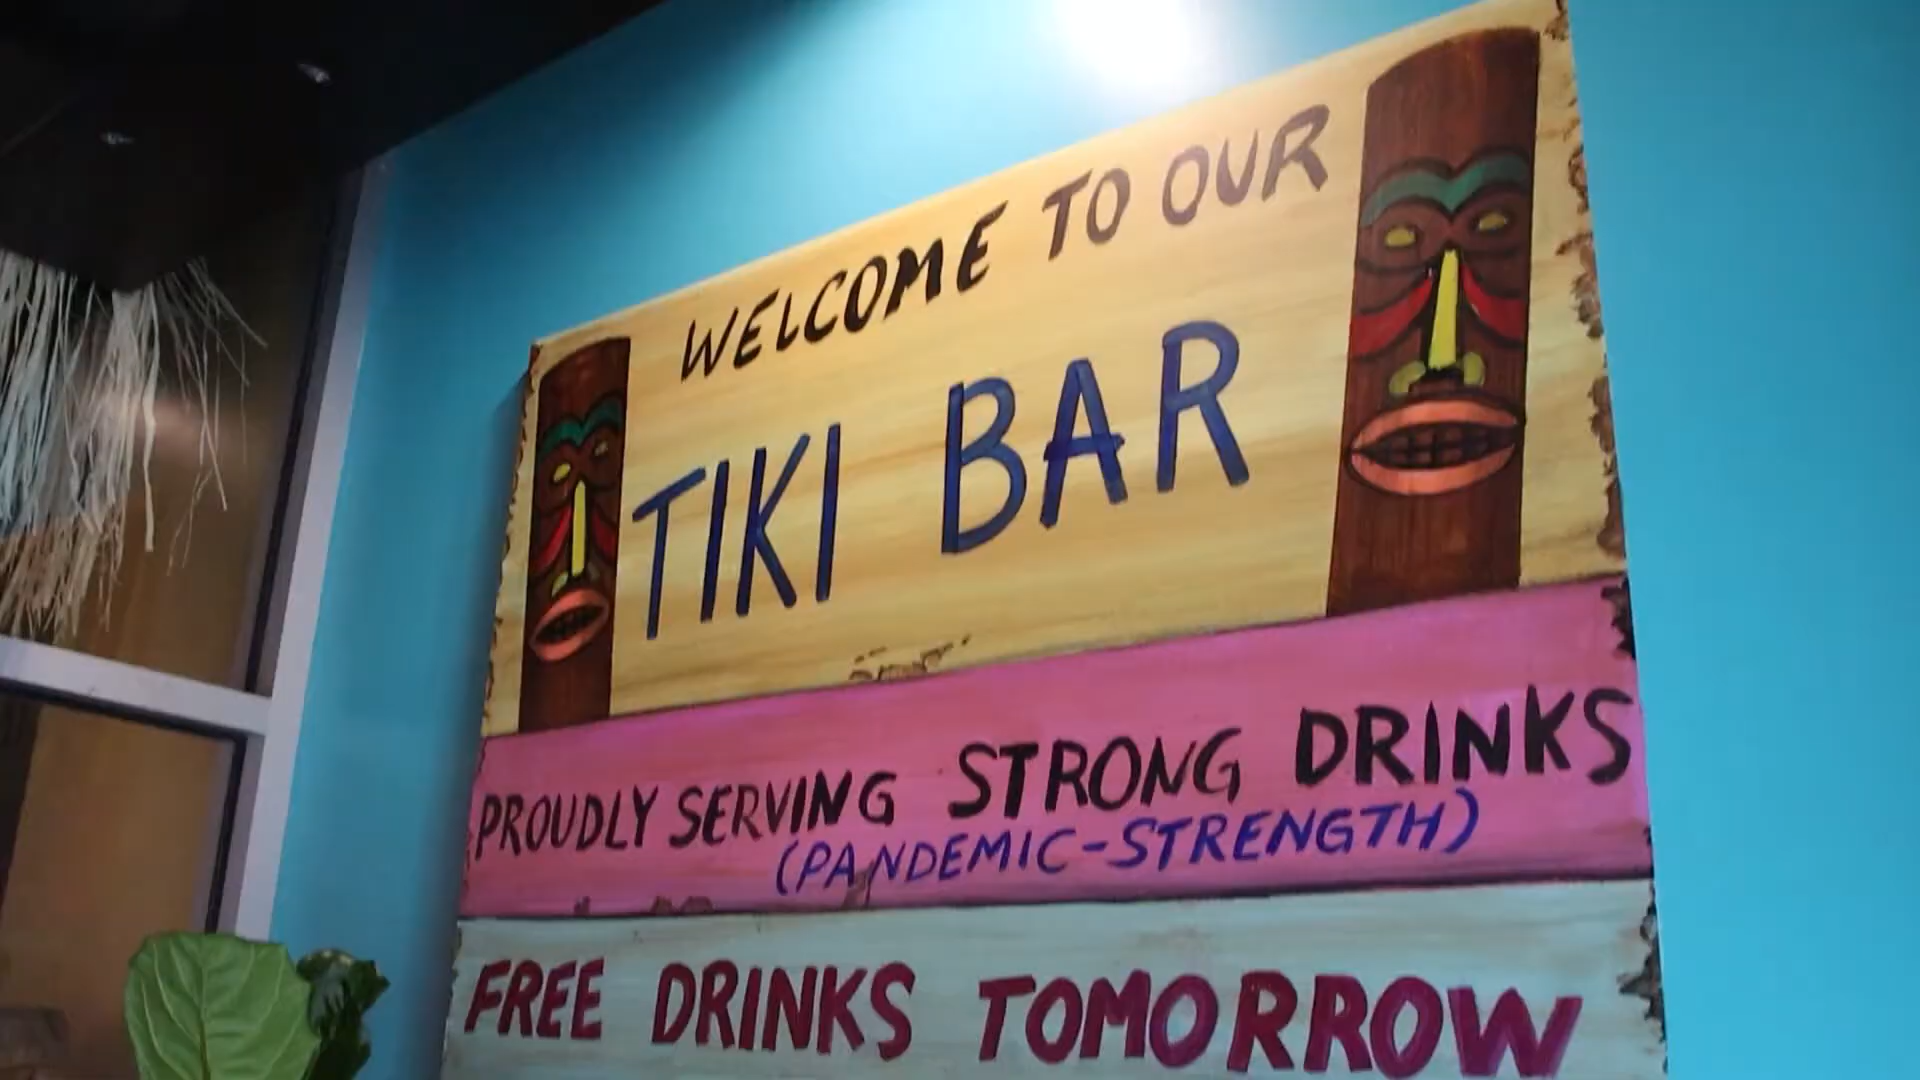 WELCOME TO OUR
TIKI BAR
PROUDLY SERVING STRONG DRINKS
(PANDEMIC-STRENGTH)
FREE DRINKS TOMORROW